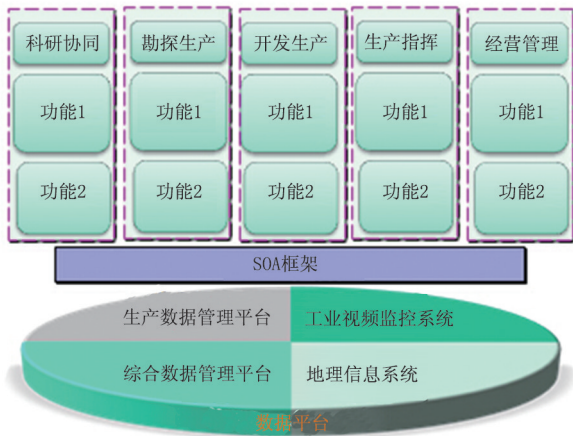 科研协同 勘探生产 开发生产 生产指挥 经营管理
功能1 功能1 功能1 功能1 功能1
功能2 功能2 功能2 功能2 功能2
SOA框架
生产数据管理平台 工业视频监控系统
综合数据管理平台 地理信息系统
数据平台